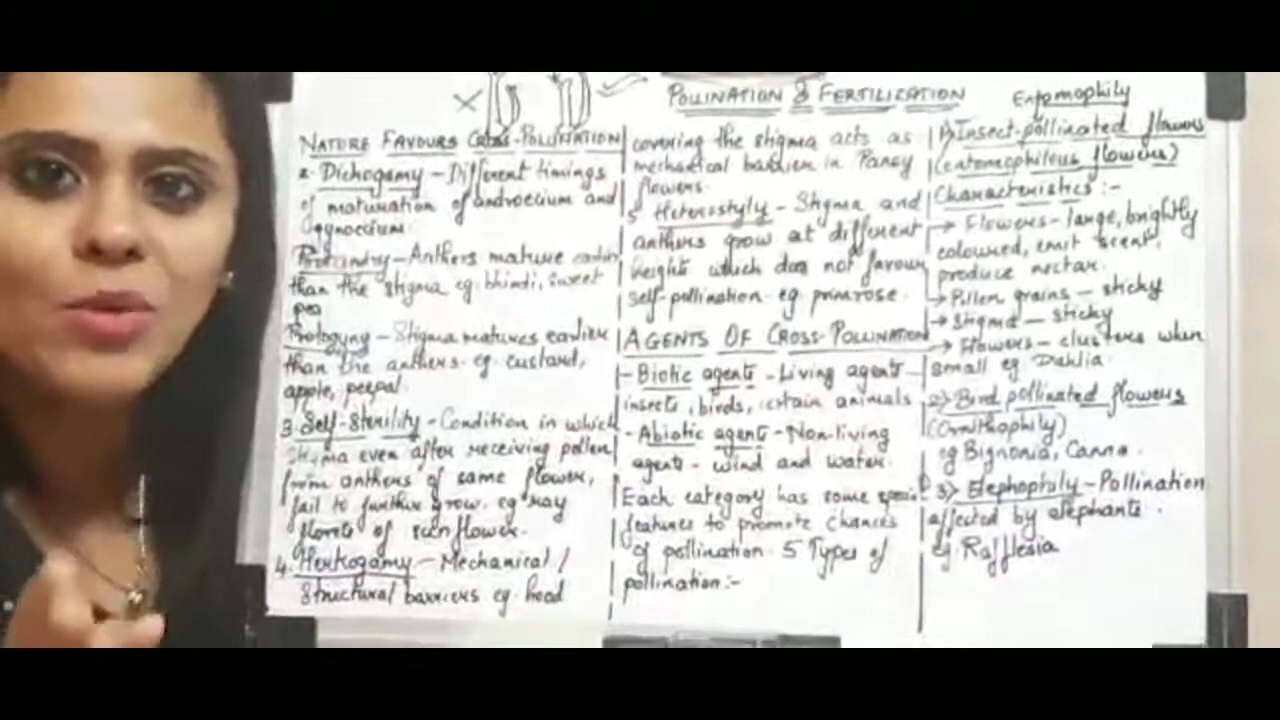 POLLINATION & FERTILIZATION
NATURE FAVOURS CROSS-POLLINATION
2. Dichogamy - Different timings
of maturation of androecium and
gynoecium.
Protandry - Anthers mature earlier
than the stigma eg. bhindi, sweet
pea
Protogyny - Stigma matures earlier
than the anthers. eg. custard,
apple, peepal.
3. Self-Sterility - Condition in which
stigma even after receiving pollen
from anthers of same flower,
fail to further grow. eg ray
florets of sunflower.
4. Herkogamy - Mechanical /
Structural barriers eg. hood
covering the stigma acts as
mechanical barrier in Pansy
flowers.
5 Heterostyly - Stigma and
anthers grow at different
heights which does not favour
self-pollination. eg. primrose.
AGENTS OF CROSS-POLLINATION
- Biotic agents - Living agents -
insects, birds, certain animals
- Abiotic agents - Non-living
agents - wind and water.
Each category has some special
features to promote chances
of pollination. 5 Types of
pollination :-
Entomophily
1) Insect-pollinated flowers
(entomophilous flowers)
Characteristics :-
→ Flowers - large, brightly
coloured, emit scent,
produce nectar.
→ Pollen grains - sticky
→ Stigma - sticky
→ Flowers - clusters when
small eg Dahlia
2) Bird pollinated flowers
(Ornithophily)
eg Bignonia, Canna.
3) Elephophily - Pollination
affected by elephants.
eg. Rafflesia